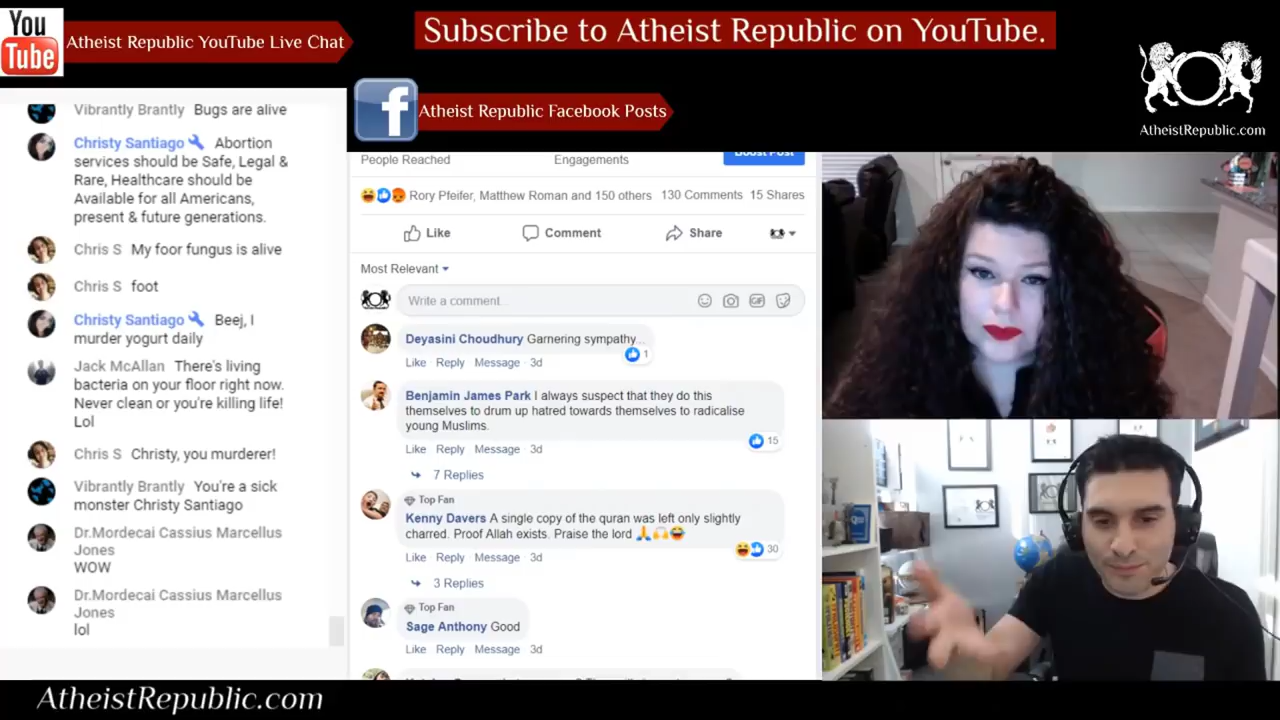 You
Tube
Atheist Republic YouTube Live Chat
Subscribe to Atheist Republic on YouTube.
AtheistRepublic.com
f
Atheist Republic Facebook Posts
Vibrantly Brantly Bugs are alive
Christy Santiago Abortion
services should be Safe, Legal &
Rare, Healthcare should be
Available for all Americans,
present & future generations.
Chris S My foor fungus is alive
Chris S foot
Christy Santiago Beej, I
murder yogurt daily
Jack McAllan There's living
bacteria on your floor right now.
Never clean or you're killing life!
Lol
Chris S Christy, you murderer!
Vibrantly Brantly You're a sick
monster Christy Santiago
Dr.Mordecai Cassius Marcellus
Jones
WOW
Dr.Mordecai Cassius Marcellus
Jones
lol
People Reached Engagements Boost Post
Rory Pfeifer, Matthew Roman and 150 others 130 Comments 15 Shares
Like Comment Share
Most Relevant
Write a comment...
GIF
Deyasini Choudhury Garnering sympathy...
1
Like Reply Message 3d
Benjamin James Park I always suspect that they do this
themselves to drum up hatred towards themselves to radicalise
young Muslims.
15
Like Reply Message 3d
7 Replies
Top Fan
Kenny Davers A single copy of the quran was left only slightly
charred. Proof Allah exists. Praise the lord 🙏🙌😂
30
Like Reply Message 3d
3 Replies
Top Fan
Sage Anthony Good
Like Reply Message 3d
AtheistRepublic.com